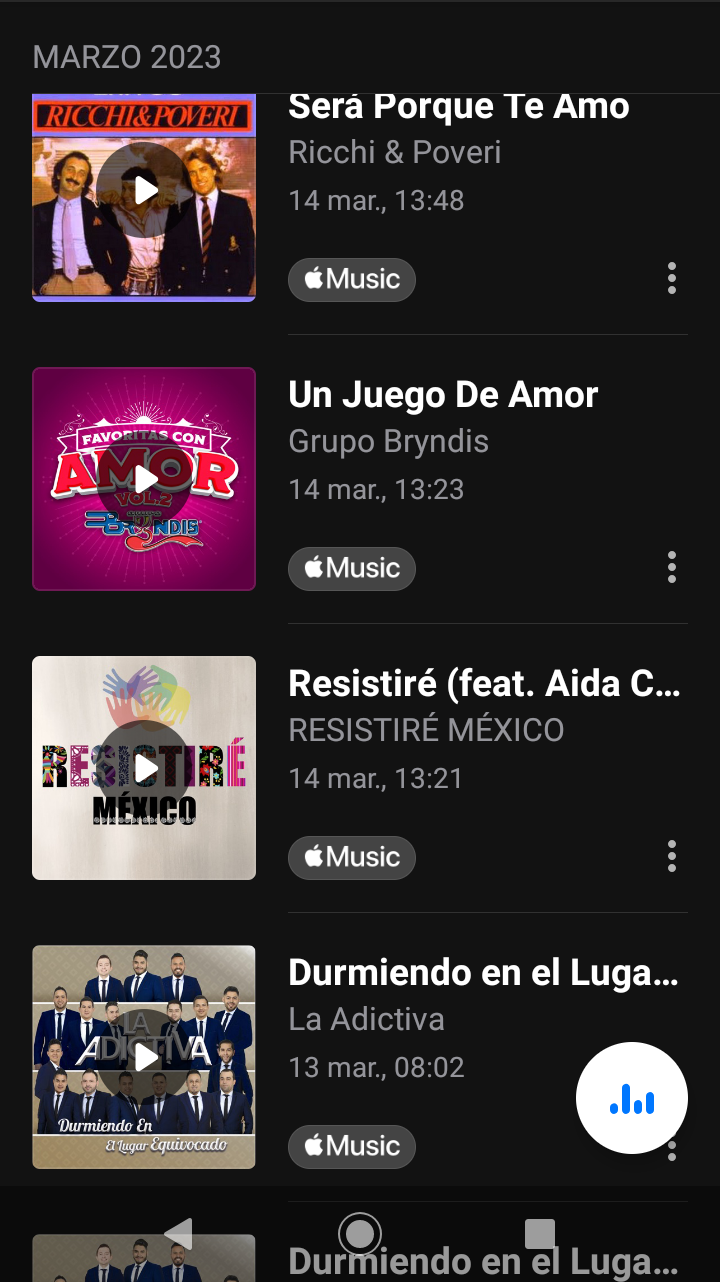 MARZO 2023
RICCHI & POVERI
Será Porque Te Amo
Ricchi & Poveri
14 mar., 13:48
Music
FAVORITAS CON
AMOR
VOL.2
BRYNDIS
Un Juego De Amor
Grupo Bryndis
14 mar., 13:23
Music
RESISTIRÉ
MÉXICO
Resistiré (feat. Aida C...
RESISTIRÉ MÉXICO
14 mar., 13:21
Music
LA
ADICTIVA
Durmiendo En
El Lugar Equivocado
Durmiendo en el Luga...
La Adictiva
13 mar., 08:02
Music
Durmiendo en el Luga...